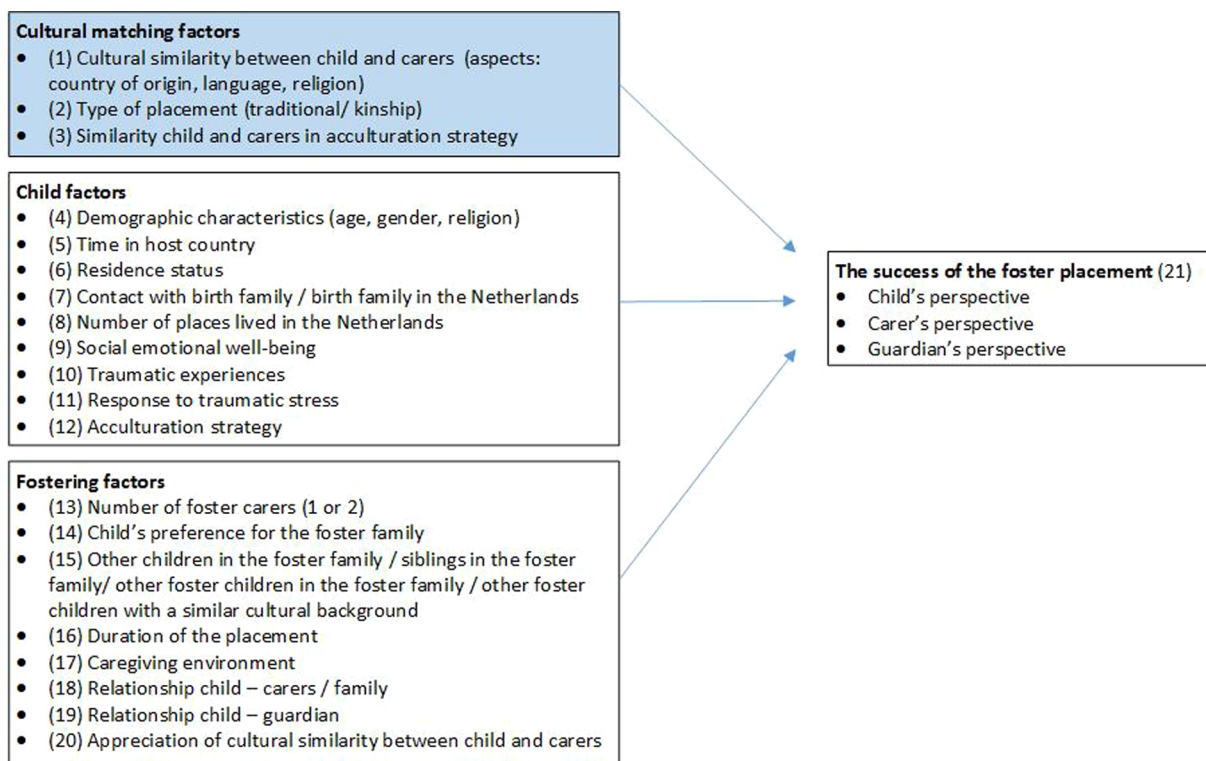 Cultural matching factors
• (1) Cultural similarity between child and carers (aspects:
country of origin, language, religion)
• (2) Type of placement (traditional/ kinship)
• (3) Similarity child and carers in acculturation strategy
Child factors
• (4) Demographic characteristics (age, gender, religion)
• (5) Time in host country
• (6) Residence status
• (7) Contact with birth family / birth family in the Netherlands
• (8) Number of places lived in the Netherlands
• (9) Social emotional well-being
• (10) Traumatic experiences
• (11) Response to traumatic stress
• (12) Acculturation strategy
Fostering factors
• (13) Number of foster carers (1 or 2)
• (14) Child's preference for the foster family
• (15) Other children in the foster family / siblings in the foster
family/ other foster children in the foster family / other foster
children with a similar cultural background
• (16) Duration of the placement
• (17) Caregiving environment
• (18) Relationship child – carers / family
• (19) Relationship child – guardian
• (20) Appreciation of cultural similarity between child and carers
The success of the foster placement (21)
• Child's perspective
• Carer's perspective
• Guardian's perspective